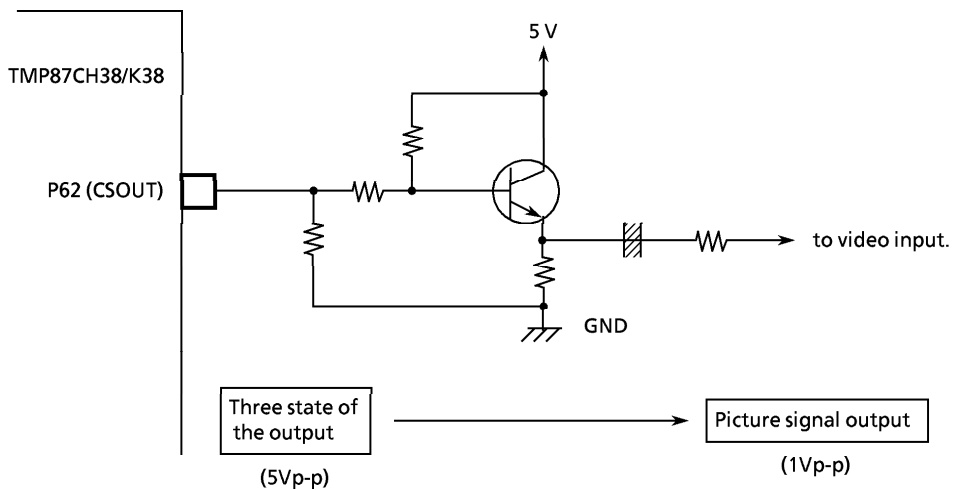 5 V
TMP87CH38/K38
P62 (CSOUT)
to video input.
GND
Three state of
the output
(5Vp-p)
Picture signal output
(1Vp-p)